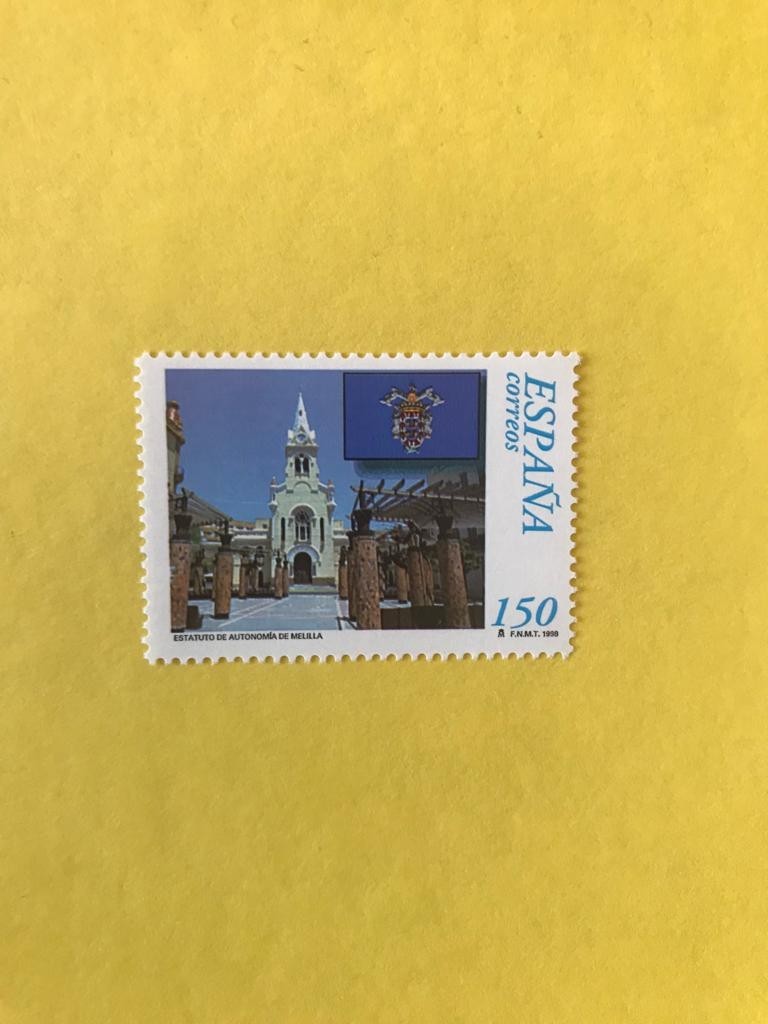 ESPAÑA
correos
150
ESTATUTO DE AUTONOMÍA DE MELILLA
F.N.M.T. 1998